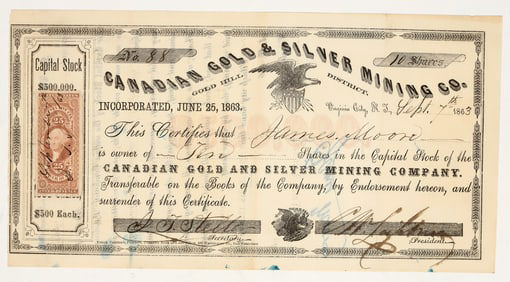 No. 88
10 Shares
CANADIAN GOLD & SILVER MINING CO.
GOLD HILL DISTRICT.
Capital Stock
$500,000.
INCORPORATED, JUNE 25, 1863.
Virginia City, N. T., Sept. 7th 1863
This Certifies that James Moore
is owner of Ten Shares in the Capital Stock of the
CANADIAN GOLD AND SILVER MINING COMPANY.
Transferable on the Books of the Company, by Endorsement hereon, and
surrender of this Certificate.
25 25
$500 Each.
Secretary.
President.